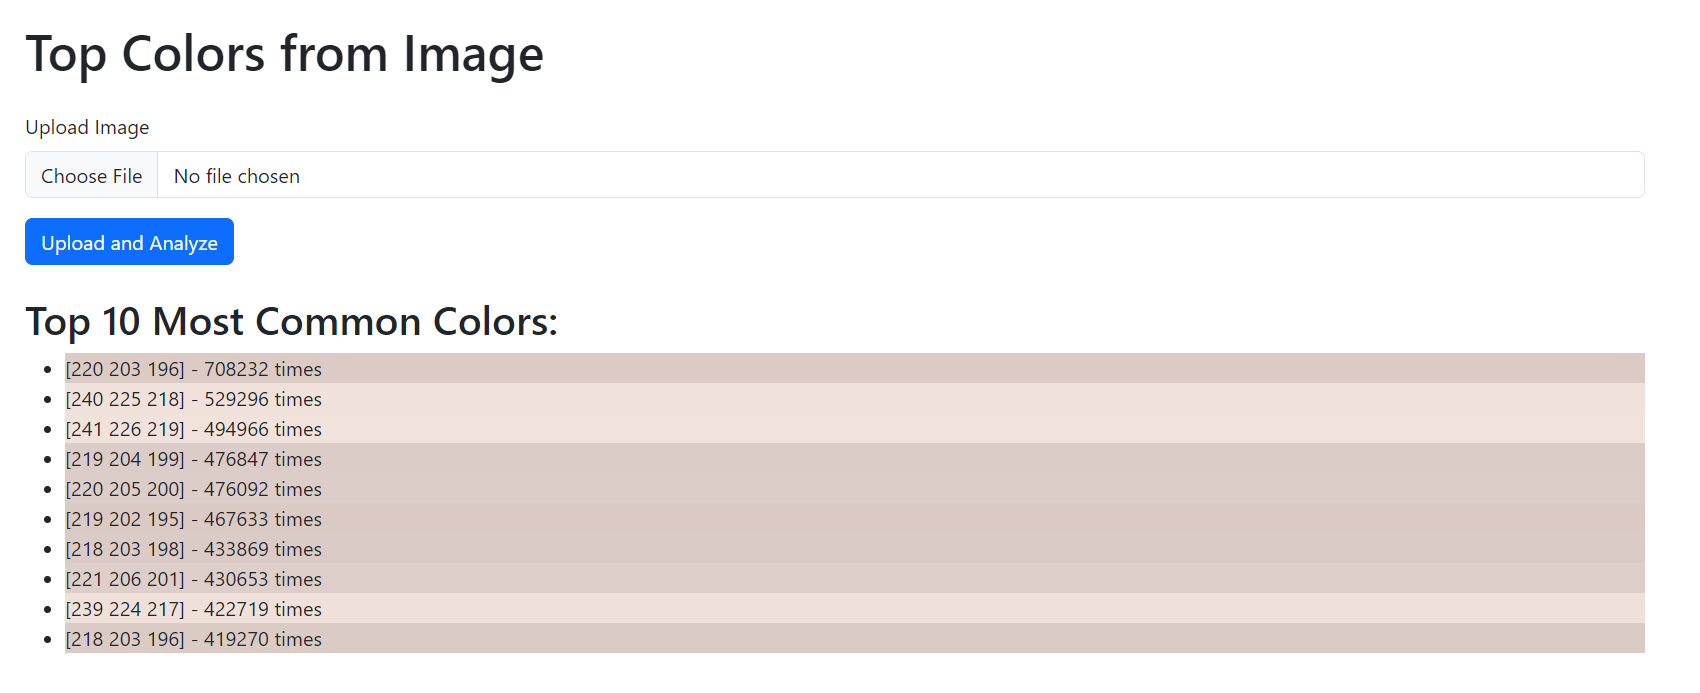 Top Colors from Image
Upload Image
Choose File No file chosen
Upload and Analyze
Top 10 Most Common Colors:
[220 203 196] - 708232 times
[240 225 218] - 529296 times
[241 226 219] - 494966 times
[219 204 199] - 476847 times
[220 205 200] - 476092 times
[219 202 195] - 467633 times
[218 203 198] - 433869 times
[221 206 201] - 430653 times
[239 224 217] - 422719 times
[218 203 196] - 419270 times